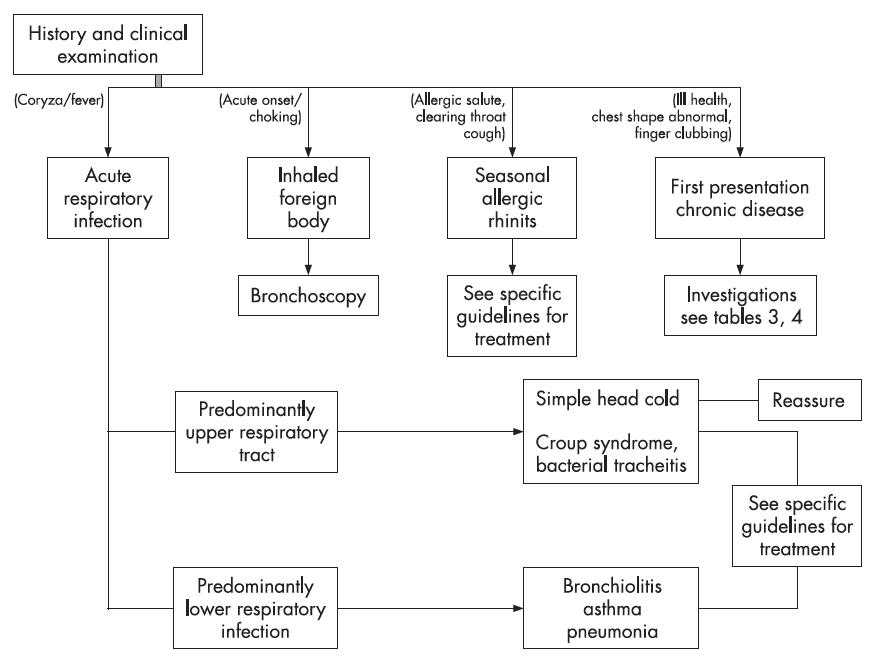 History and clinical
examination
(Coryza/fever)
(Acute onset/
choking)
(Allergic salute,
clearing throat
cough)
(Ill health,
chest shape abnormal,
finger clubbing)
Acute
respiratory
infection
Inhaled
foreign
body
Seasonal
allergic
rhinits
First presentation
chronic disease
Bronchoscopy
See specific
guidelines for
treatment
Investigations
see tables 3, 4
Predominantly
upper respiratory
tract
Simple head cold
Croup syndrome,
bacterial tracheitis
Reassure
See specific
guidelines for
treatment
Predominantly
lower respiratory
infection
Bronchiolitis
asthma
pneumonia